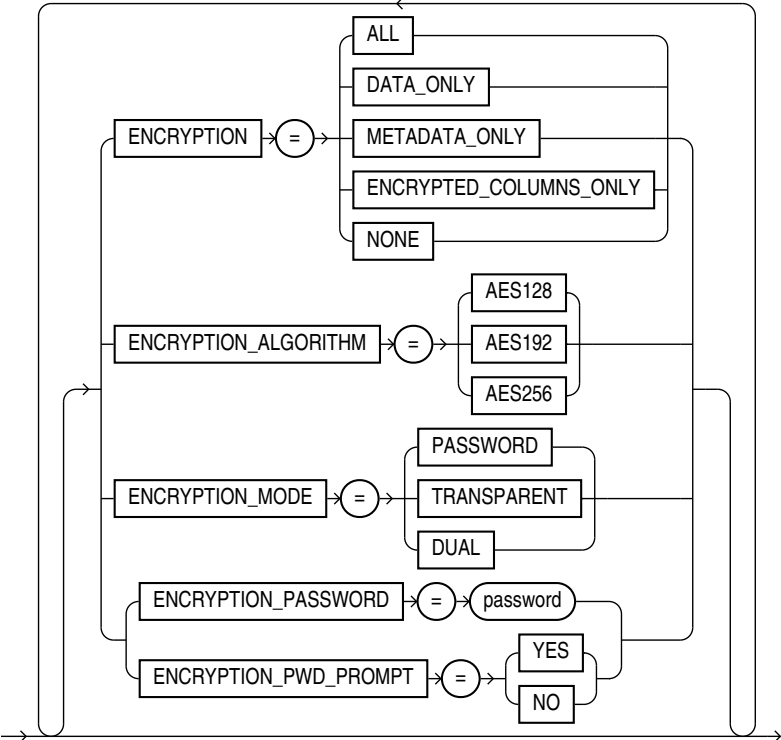 ALL
DATA_ONLY
ENCRYPTION = METADATA_ONLY
ENCRYPTED_COLUMNS_ONLY
NONE
AES128
ENCRYPTION_ALGORITHM = AES192
AES256
PASSWORD
ENCRYPTION_MODE = TRANSPARENT
DUAL
ENCRYPTION_PASSWORD = password
YES
ENCRYPTION_PWD_PROMPT =
NO